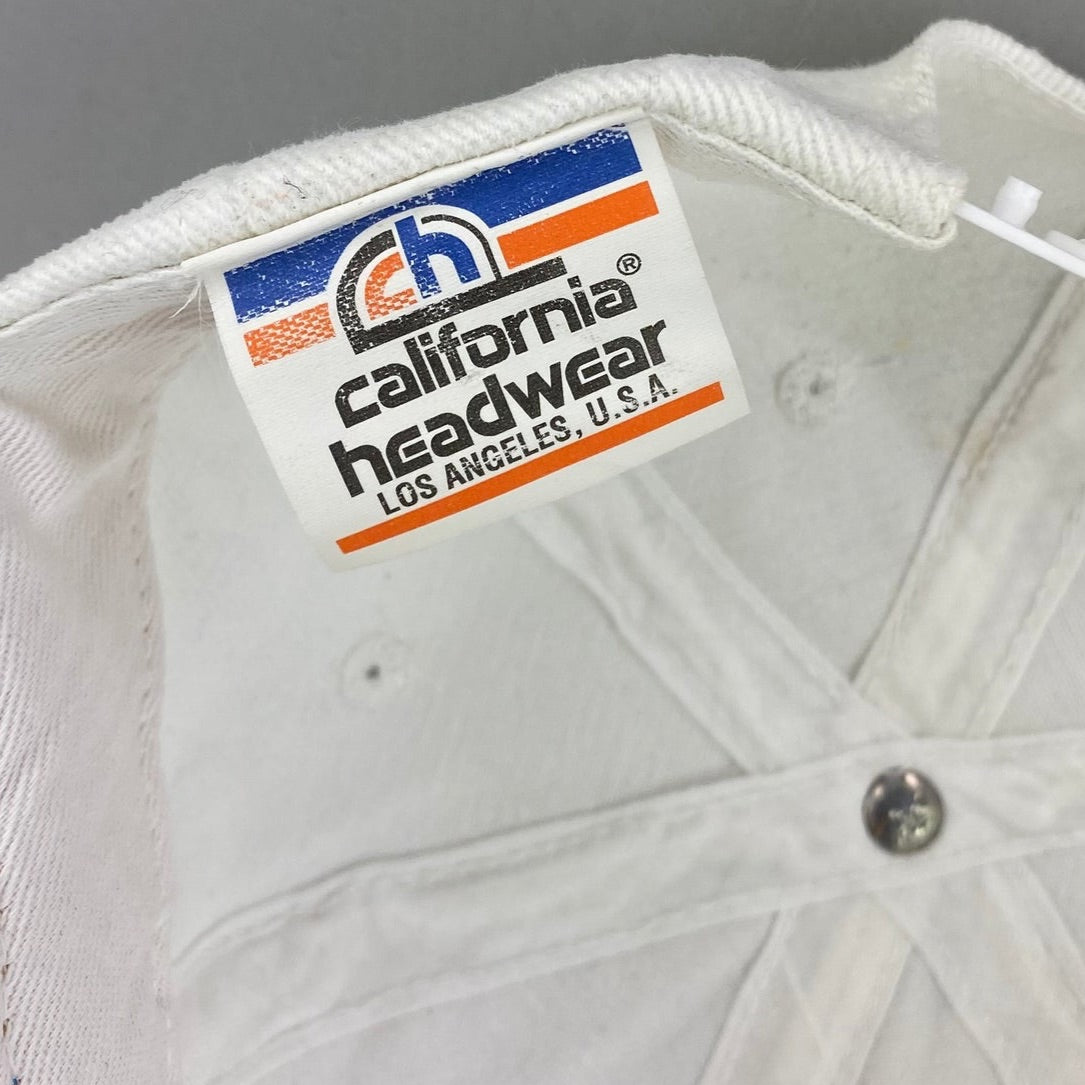 ch
california®
headwear
LOS ANGELES, U.S.A.